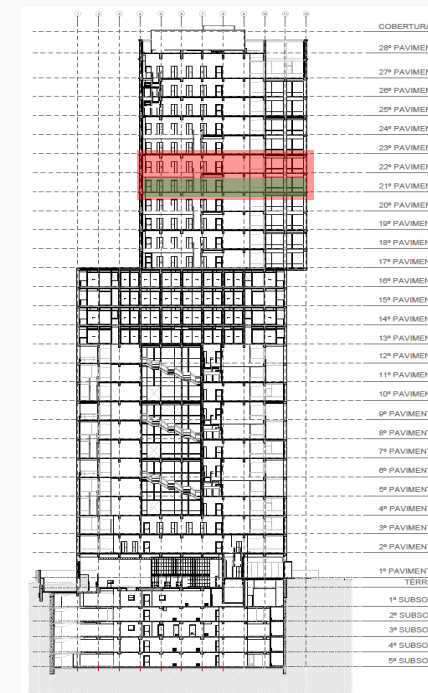 COBERTURA
28º PAVIMEN
27º PAVIMEN
26º PAVIMEN
25º PAVIMEN
24º PAVIMEN
23º PAVIMEN
22º PAVIMEN
21º PAVIMEN
20º PAVIMEN
19º PAVIMEN
18º PAVIMEN
17º PAVIMEN
16º PAVIMEN
15º PAVIMEN
14º PAVIMEN
13º PAVIMEN
12º PAVIMEN
11º PAVIMEN
10º PAVIMEN
9º PAVIMENT
8º PAVIMENT
7º PAVIMENT
6º PAVIMENT
5º PAVIMENT
4º PAVIMENT
3º PAVIMENT
2º PAVIMENT
1º PAVIMENT
TÉRR
1º SUBSO
2º SUBSO
3º SUBSO
4º SUBSO
5º SUBSO